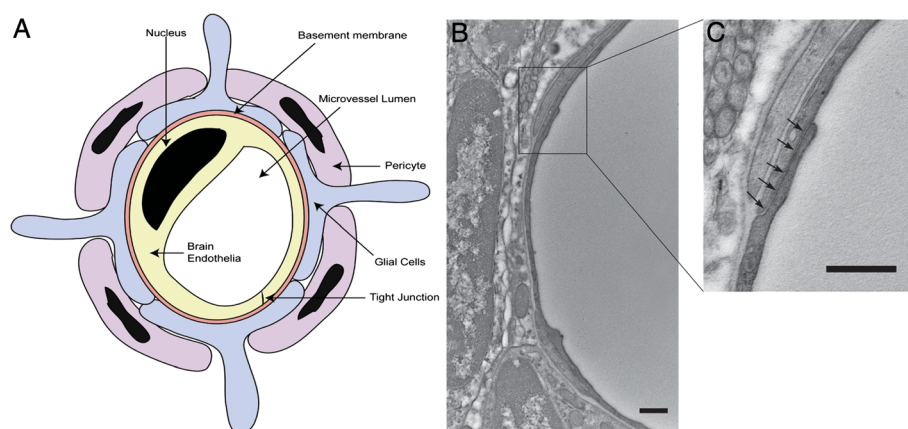 A
Nucleus
Basement membrane
Microvessel Lumen
Pericyte
Brain
Endothelia
Glial Cells
Tight Junction
B
C